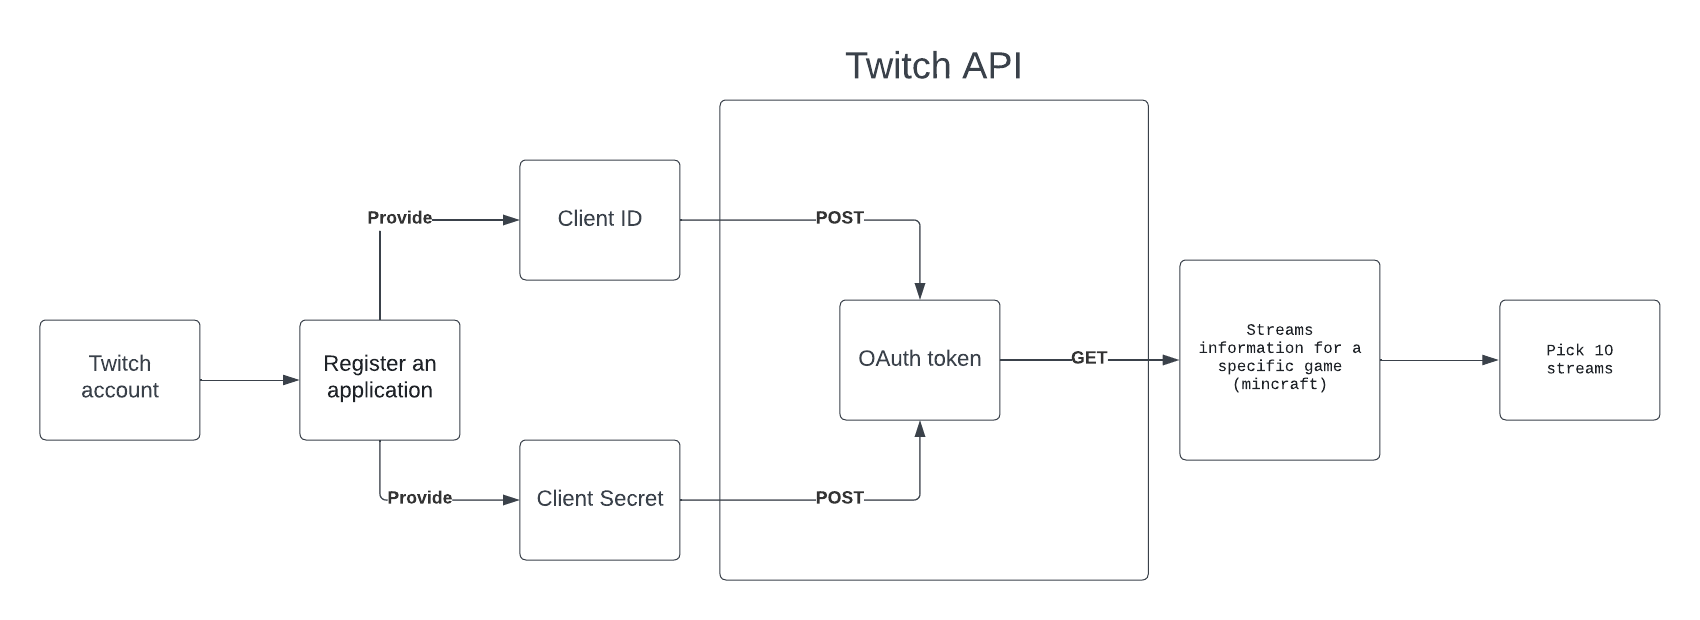 Twitch API
Provide
Client ID
POST
Twitch
account
Register an
application
OAuth token
GET
Streams
information for a
specific game
(mincraft)
Pick 10
streams
Provide
Client Secret
POST